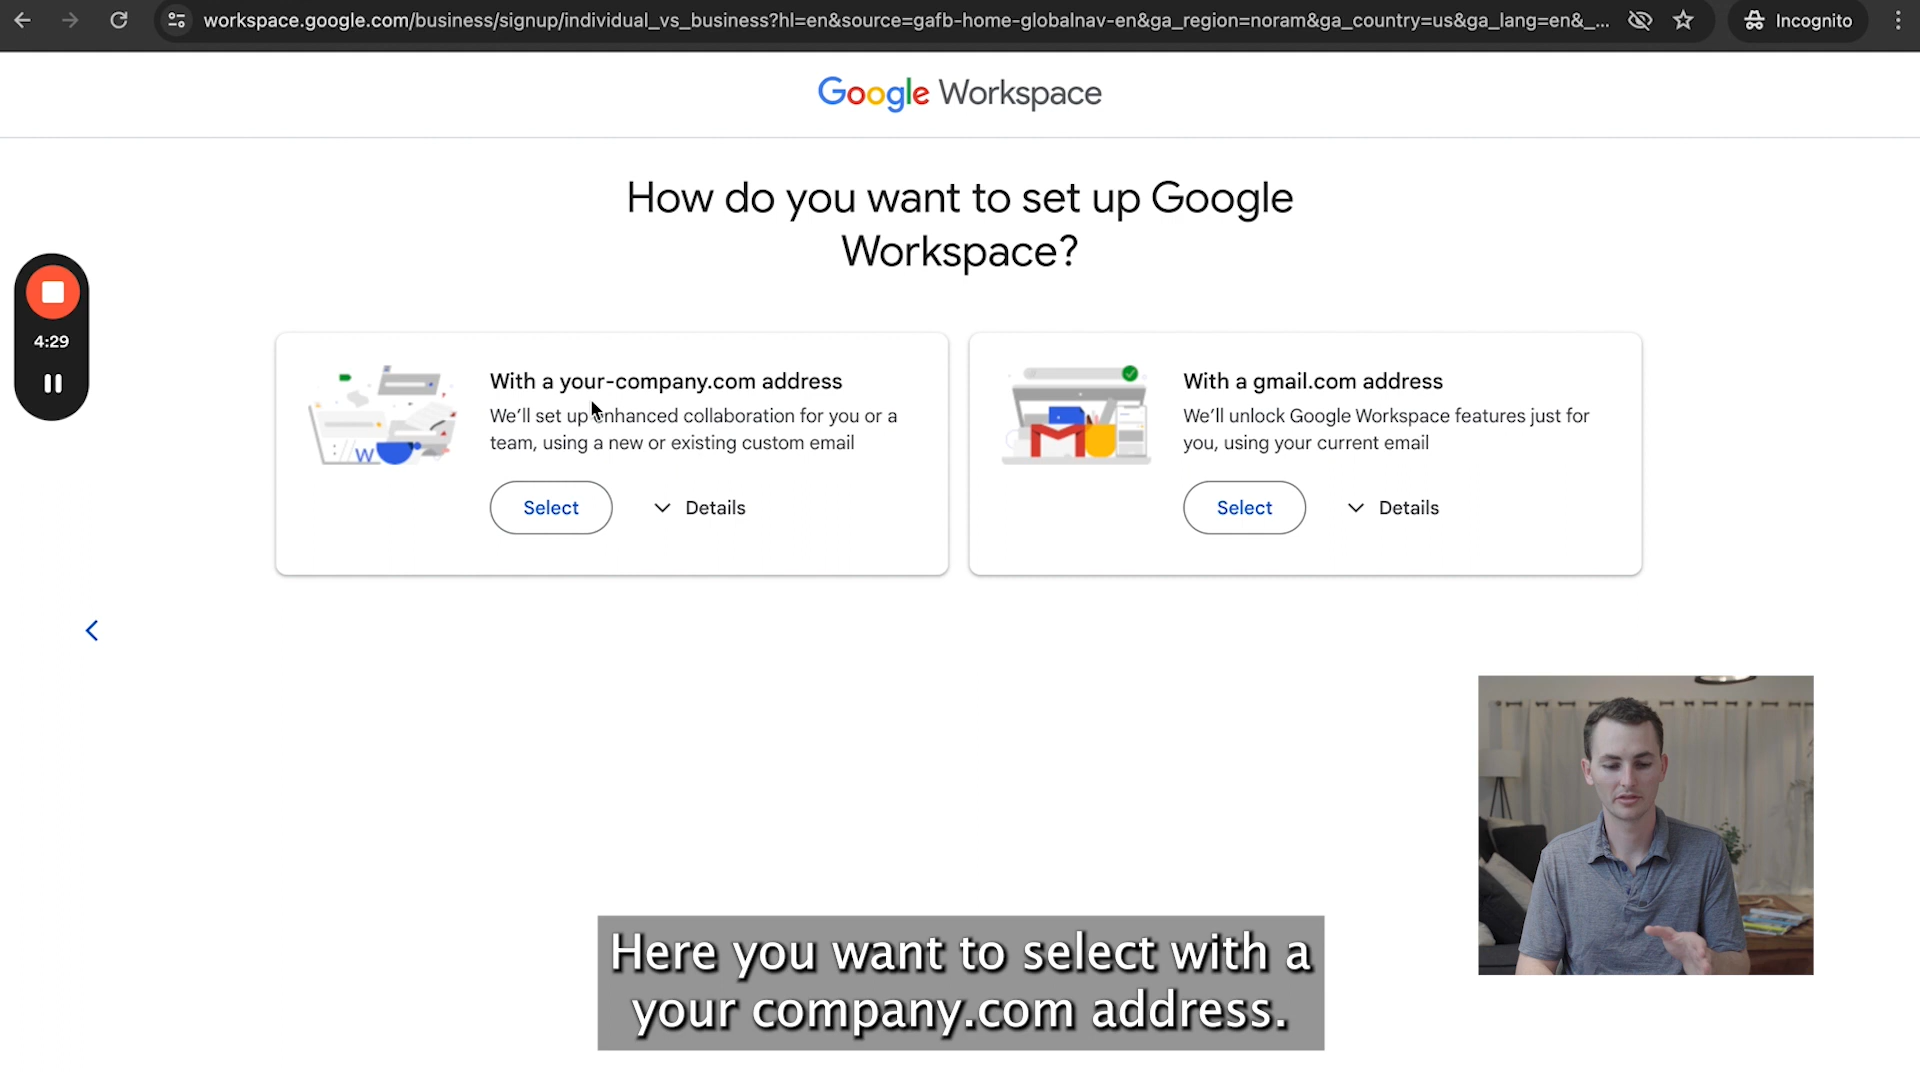 workspace.google.com/business/signup/individual_vs_business?hl=en&source=gafb-home-globalnav-en&ga_region=noram&ga_country=us&ga_lang=en&_...
Incognito
Google Workspace
How do you want to set up Google
Workspace?
4:29
With a your-company.com address
We'll set up enhanced collaboration for you or a
team, using a new or existing custom email
Select
Details
With a gmail.com address
We'll unlock Google Workspace features just for
you, using your current email
Select
Details
W
Here you want to select with a
your company.com address.